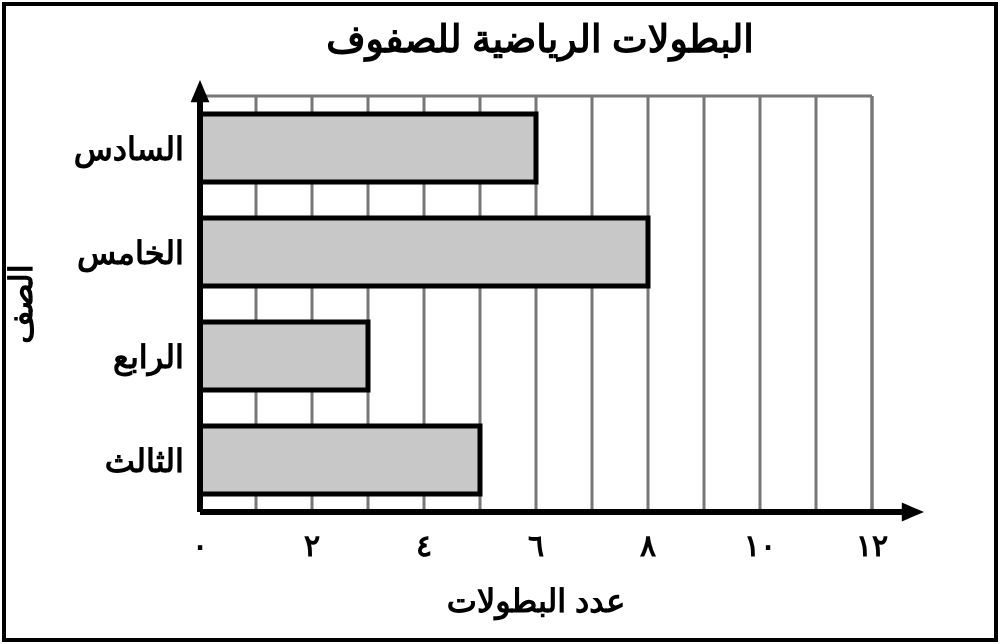 البطولات الرياضية للصفوف
السادس
الخامس
الرابع
الثالث
الصف
٠ ٢ ٤ ٦ ٨ ١٠ ١٢
عدد البطولات